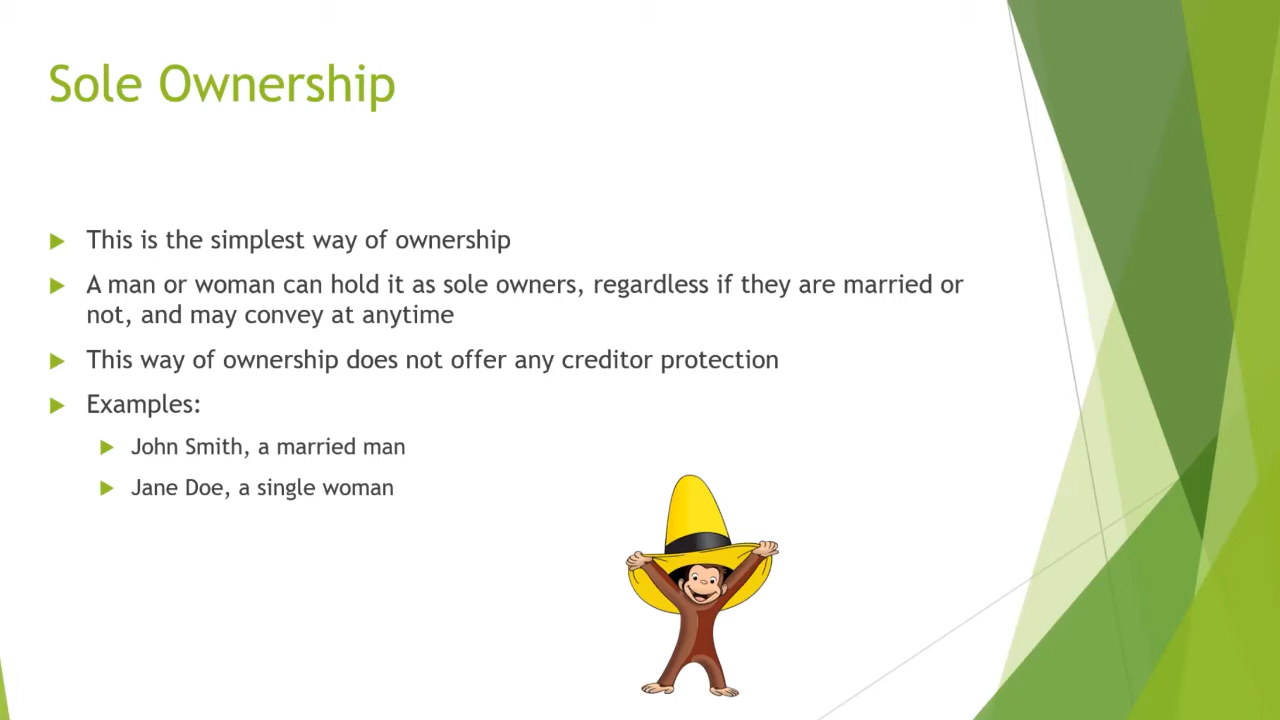 Sole Ownership
This is the simplest way of ownership
A man or woman can hold it as sole owners, regardless if they are married or
not, and may convey at anytime
This way of ownership does not offer any creditor protection
Examples:
John Smith, a married man
Jane Doe, a single woman